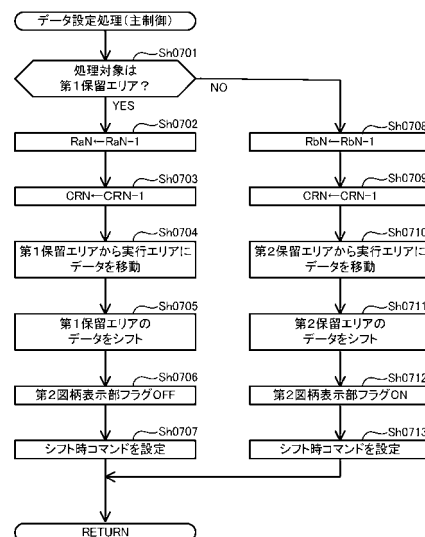 データ設定処理(主制御)
Sh0701
処理対象は
第1保留エリア?
NO
YES
Sh0702
RaN←RaN-1
Sh0703
CRN←CRN-1
Sh0704
第1保留エリアから実行エリアに
データを移動
Sh0705
第1保留エリアの
データをシフト
Sh0706
第2図柄表示部フラグOFF
Sh0707
シフト時コマンドを設定
Sh0708
RbN←RbN-1
Sh0709
CRN←CRN-1
Sh0710
第2保留エリアから実行エリアに
データを移動
Sh0711
第2保留エリアの
データをシフト
Sh0712
第2図柄表示部フラグON
Sh0713
シフト時コマンドを設定
RETURN